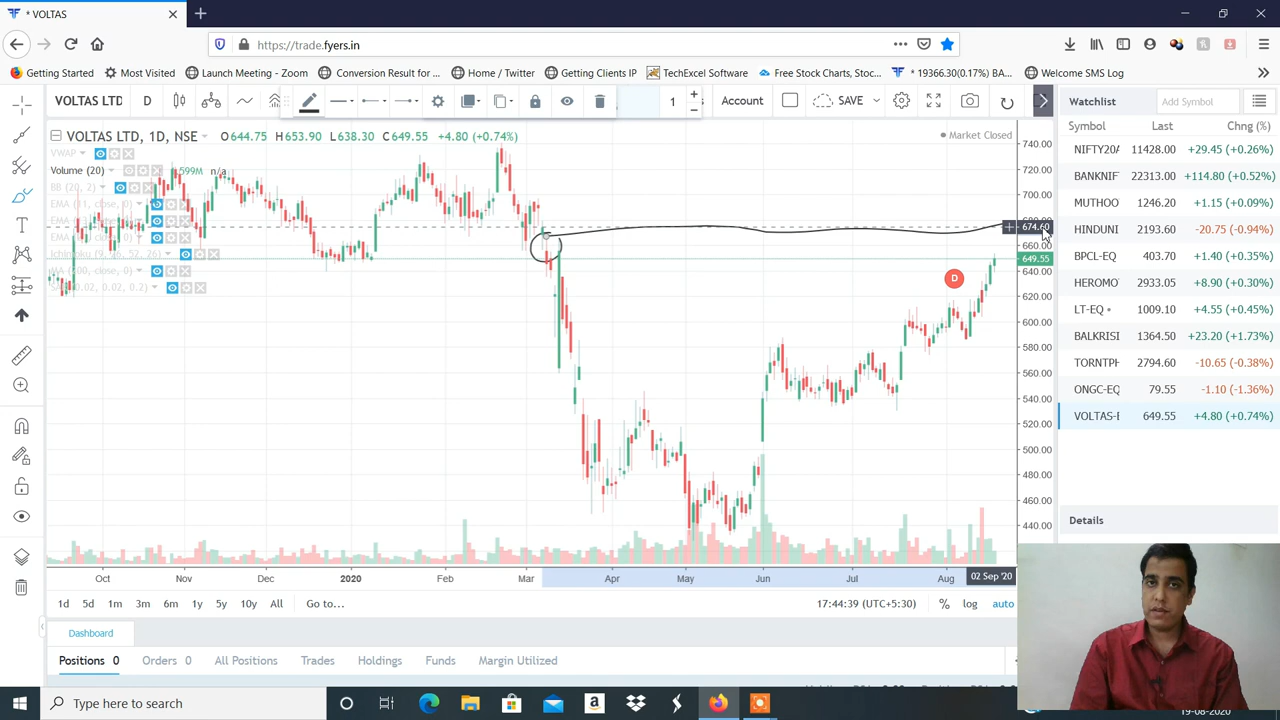 * VOLTAS
https://trade.fyers.in
Getting Started
Most Visited
Launch Meeting - Zoom
Conversion Result for ...
Home / Twitter
Getting Clients IP
TechExcel Software
Free Stock Charts, Stoc...
* 19366.30(0.17%) BA...
Welcome SMS Log
VOLTAS LTD
D
1
Account
SAVE
VOLTAS LTD, 1D, NSE
O644.75 H653.90 L638.30 C649.55 +4.80 (+0.74%)
Market Closed
VWAP
Volume (20)
599M n/a
BB (20, 2)
740.00
720.00
700.00
680.00
674.60
660.00
649.55
640.00
620.00
600.00
580.00
560.00
540.00
520.00
500.00
480.00
460.00
440.00
D
Oct
Nov
Dec
2020
Feb
Mar
Apr
May
Jun
Jul
Aug
02 Sep '20
1d 5d 1m 3m 6m 1y 5y 10y All Go to...
17:44:39 (UTC+5:30)
% log auto
Watchlist
Add Symbol
Symbol Last Chng (%)
NIFTY20A 11428.00 +29.45 (+0.26%)
BANKNIF 22313.00 +114.80 (+0.52%)
MUTHOO 1246.20 +1.15 (+0.09%)
HINDUNI 2193.60 -20.75 (-0.94%)
BPCL-EQ 403.70 +1.40 (+0.35%)
HEROMO 2933.05 +8.90 (+0.30%)
LT-EQ 1009.10 +4.55 (+0.45%)
BALKRISI 1364.50 +23.20 (+1.73%)
TORNTPH 2794.60 -10.65 (-0.38%)
ONGC-EQ 79.55 -1.10 (-1.36%)
VOLTAS-E 649.55 +4.80 (+0.74%)
Details
Dashboard
Positions 0
Orders 0
All Positions
Trades
Holdings
Funds
Margin Utilized
Type here to search
19-08-2020